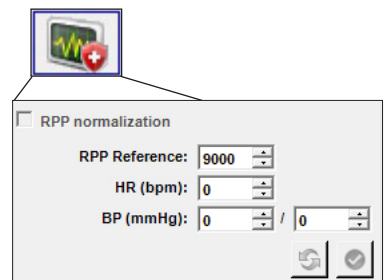 RPP normalization
RPP Reference: 9000
HR (bpm): 0
BP (mmHg): 0 / 0